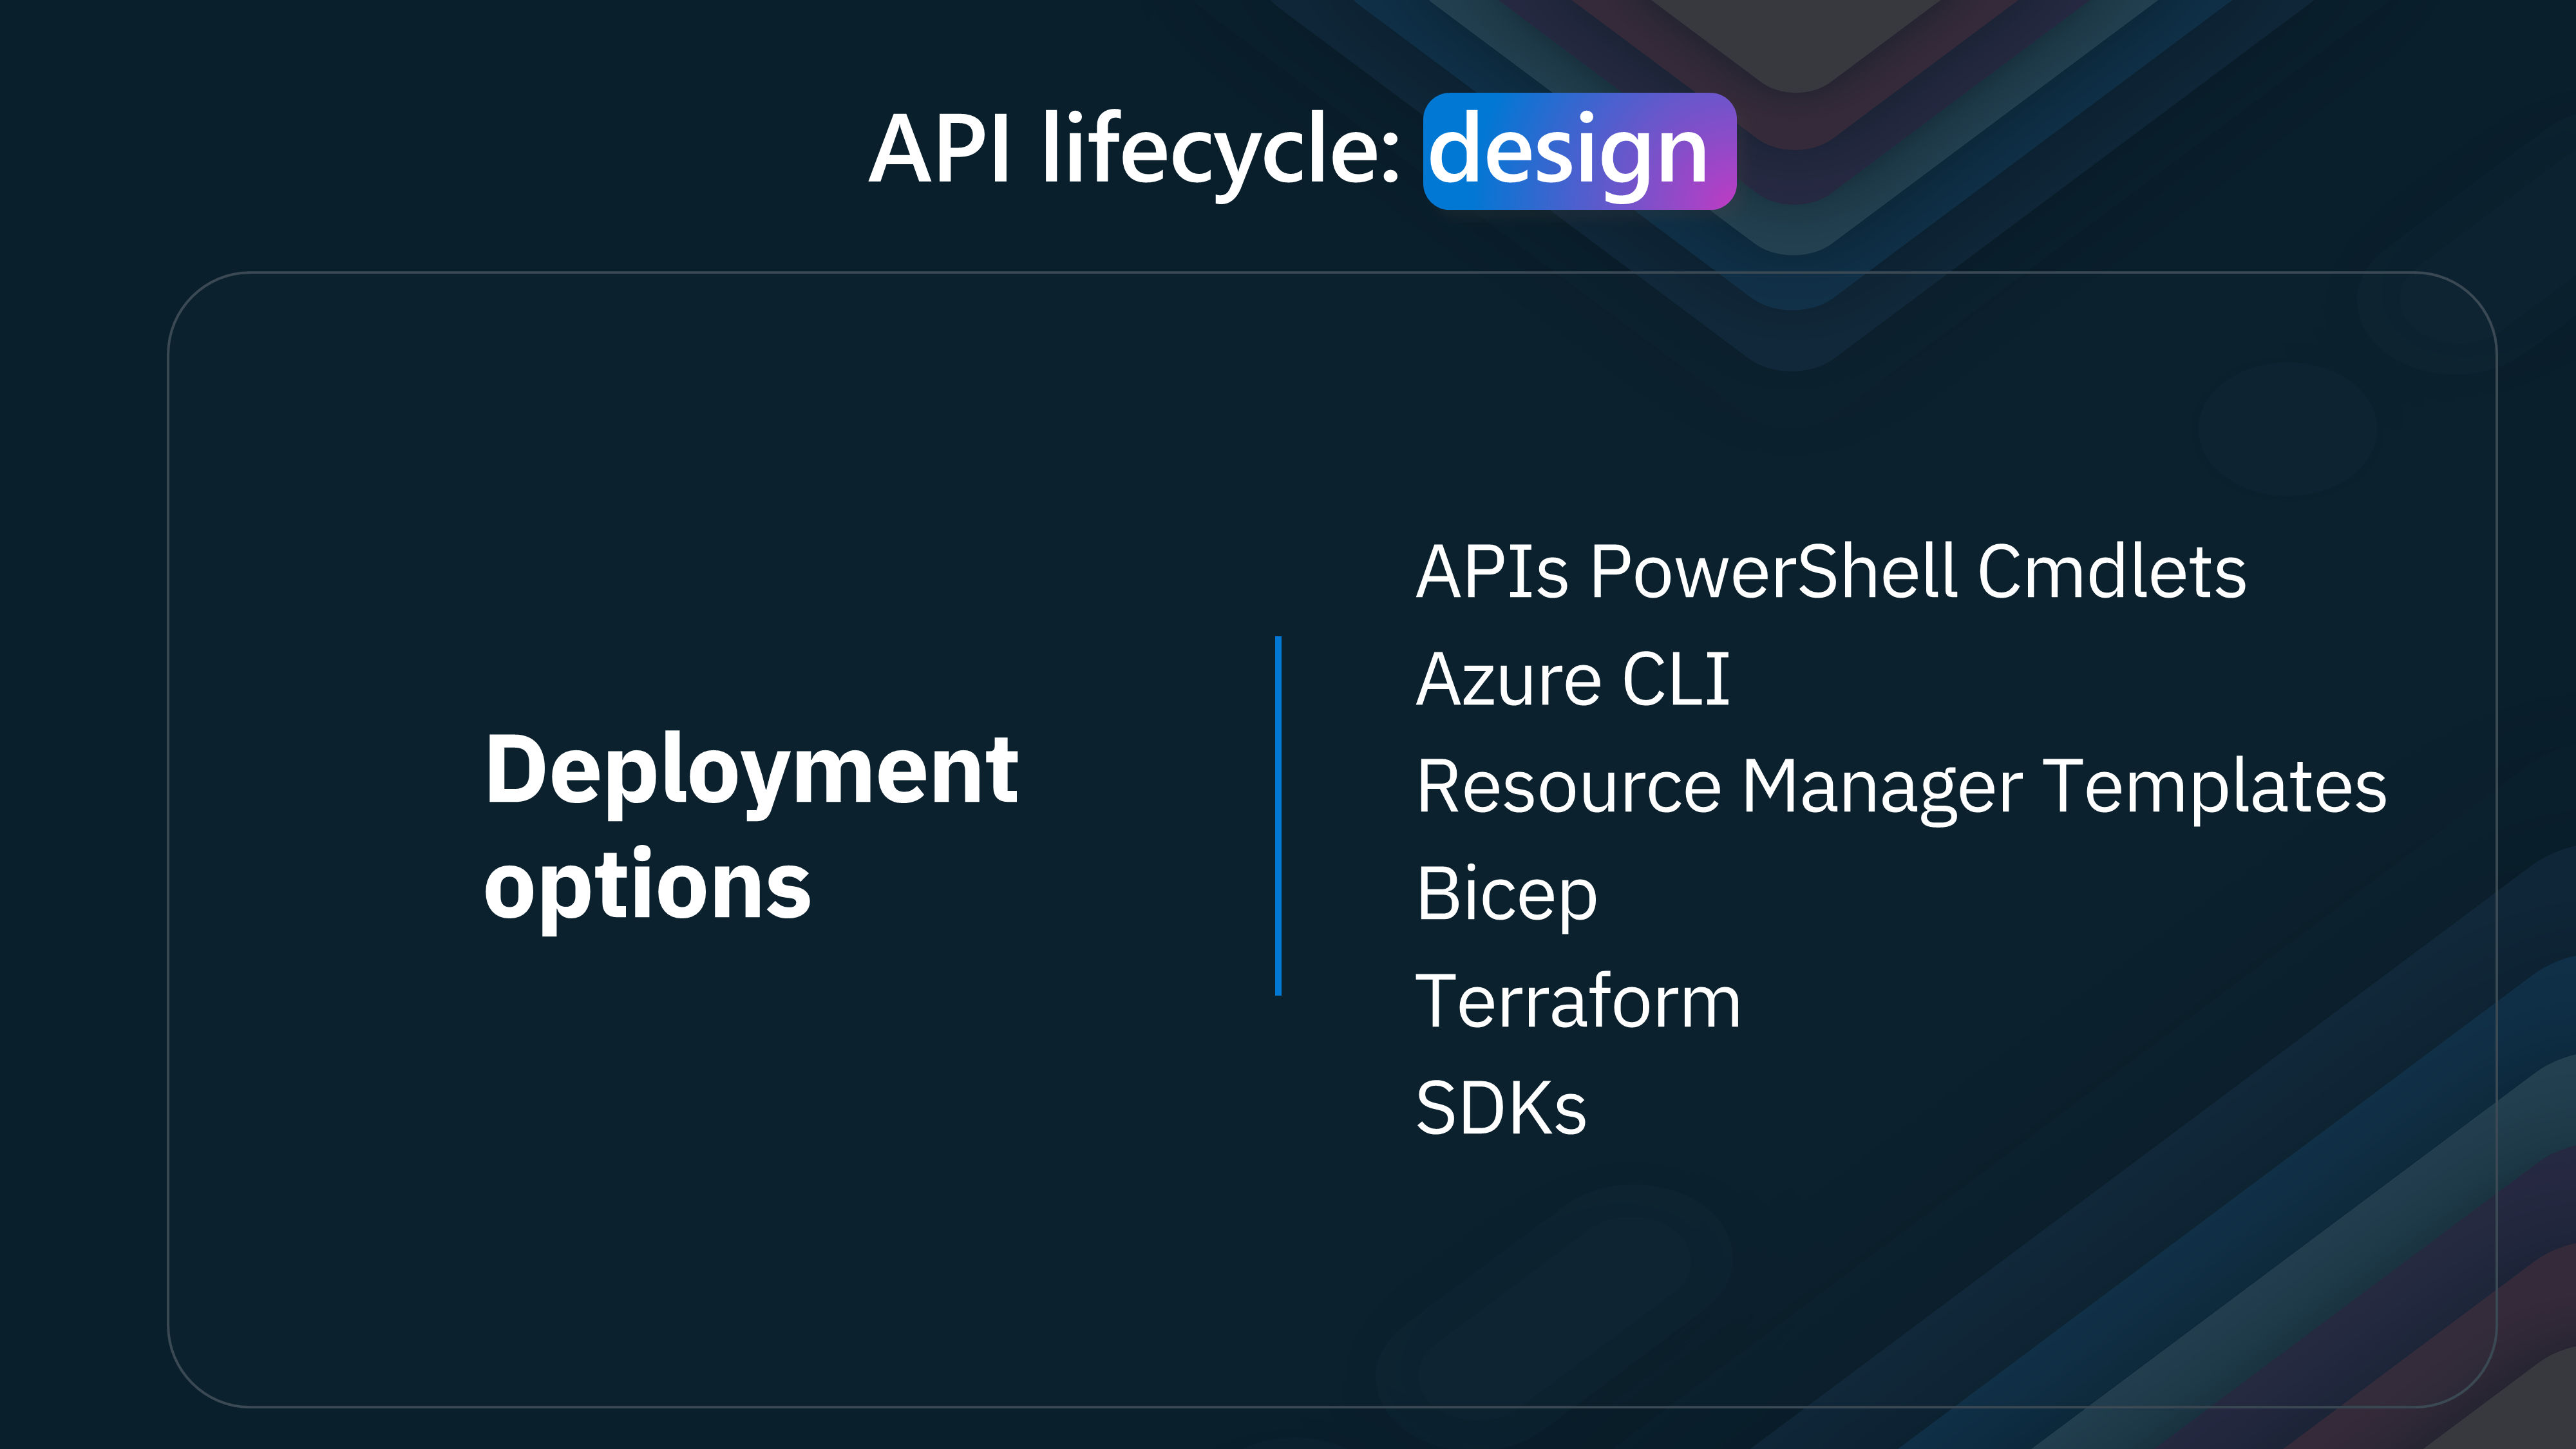 API lifecycle: design
Deployment
options
APIs PowerShell Cmdlets
Azure CLI
Resource Manager Templates
Bicep
Terraform
SDKs